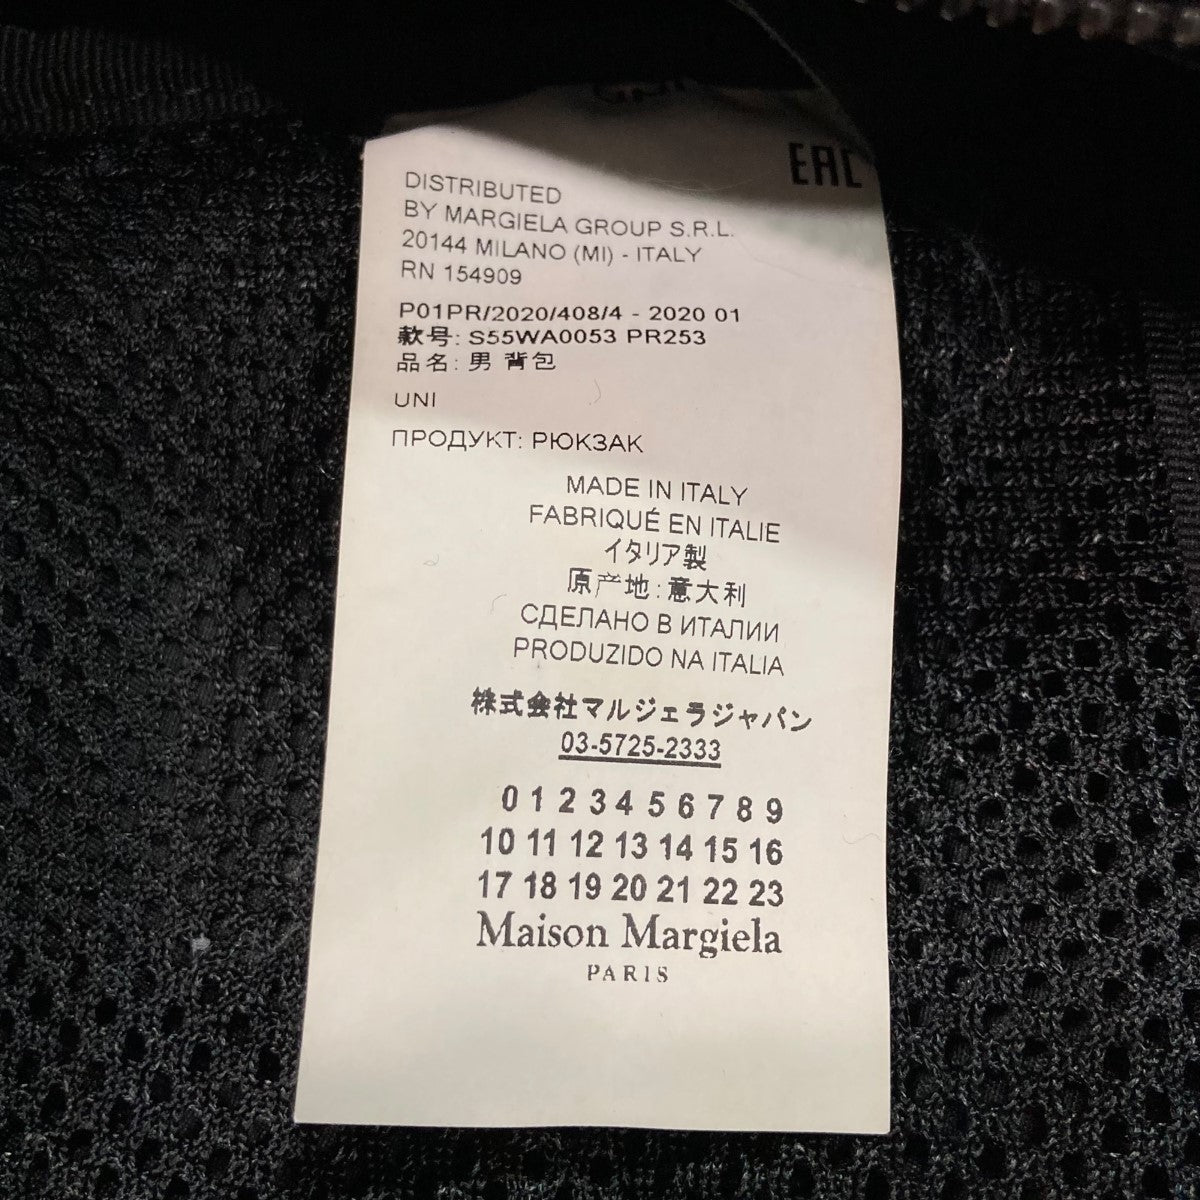 EAC
DISTRIBUTED
BY MARGIELA GROUP S.R.L.
20144 MILANO (MI) - ITALY
RN 154909
P01PR/2020/408/4 - 2020 01
款号: S55WA0053 PR253
品名: 男 背包
UNI
ПРОДУКТ: РЮКЗАК
MADE IN ITALY
FABRIQUÉ EN ITALIE
イタリア製
原产地: 意大利
СДЕЛАНО В ИТАЛИИ
PRODUZIDO NA ITALIA
株式会社マルジェラジャパン
03-5725-2333
0 1 2 3 4 5 6 7 8 9
10 11 12 13 14 15 16
17 18 19 20 21 22 23
Maison Margiela
PARIS